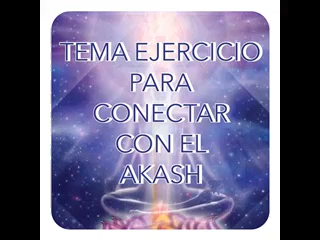 TEMA EJERCICIO
PARA
CONECTAR
CON EL
AKASH